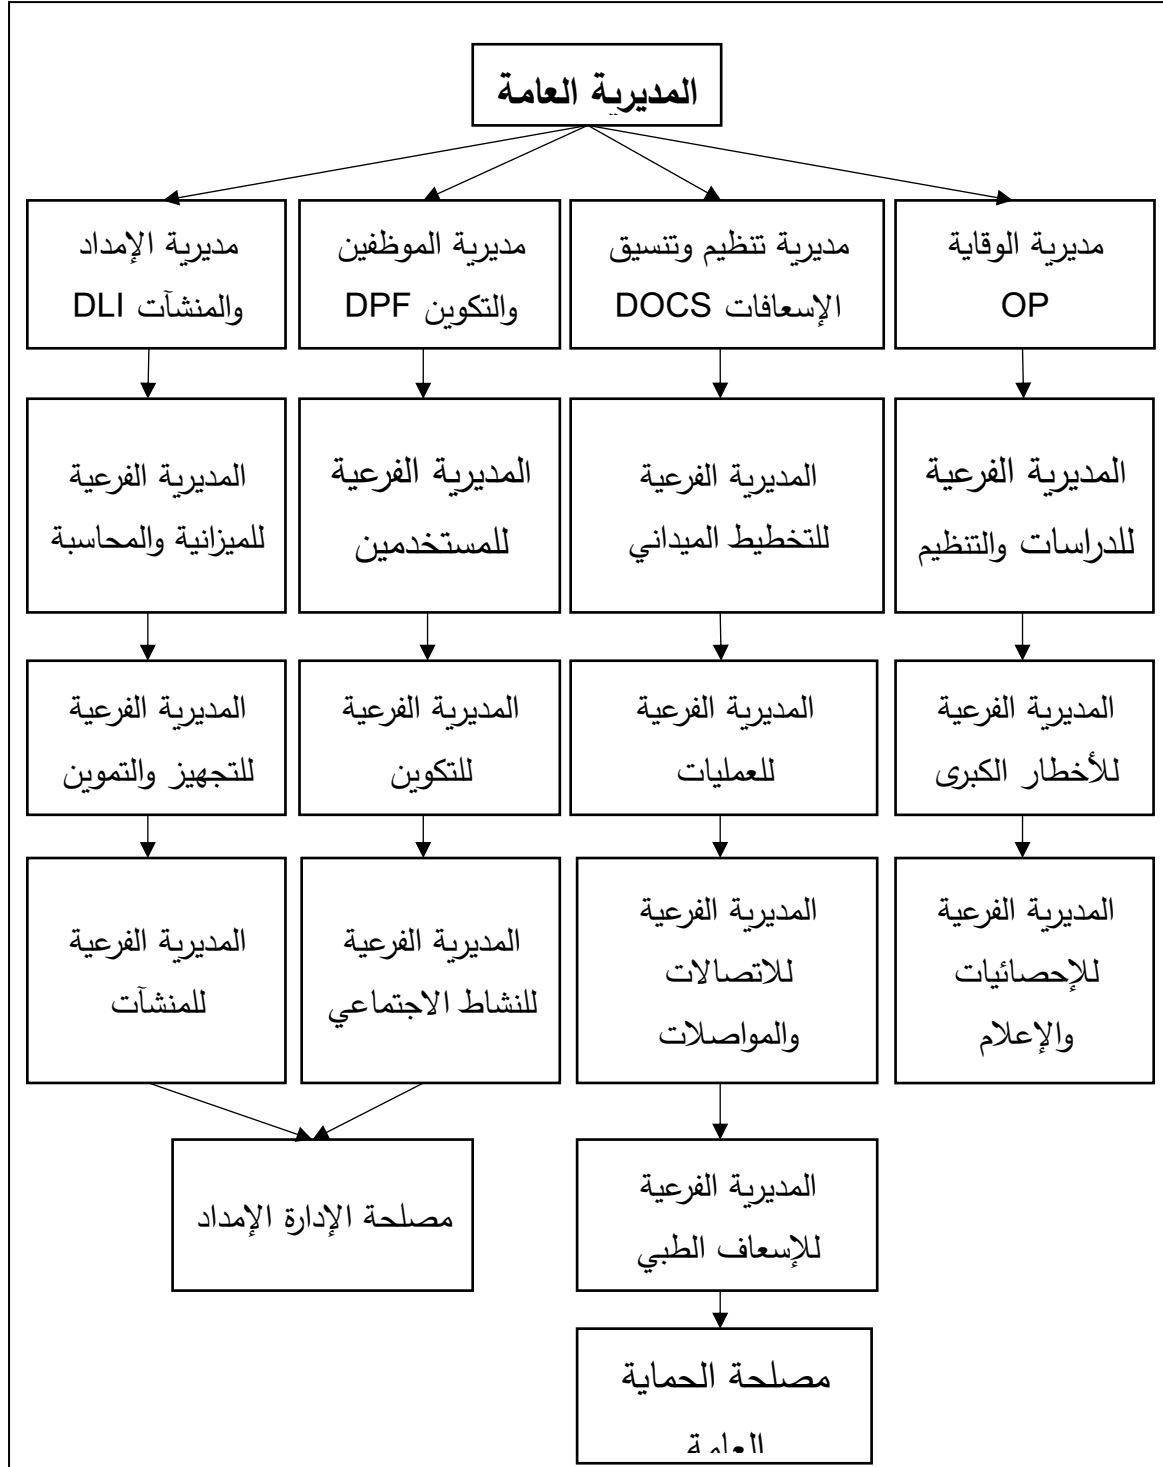 المديرية العامة
مديرية الوقاية
OP
مديرية تنظيم وتنسيق
الإسعافات DOCS
مديرية الموظفين
والتكوين DPF
مديرية الإمداد
والمنشآت DLI
المديرية الفرعية
للدراسات والتنظيم
المديرية الفرعية
للتخطيط الميداني
المديرية الفرعية
للمستخدمين
المديرية الفرعية
للميزانية والمحاسبة
المديرية الفرعية
للأخطار الكبرى
المديرية الفرعية
للعمليات
المديرية الفرعية
للتكوين
المديرية الفرعية
للتجهيز والتموين
المديرية الفرعية
للإحصائيات
والإعلام
المديرية الفرعية
للاتصالات
والمواصلات
المديرية الفرعية
للنشاط الاجتماعي
المديرية الفرعية
للمنشآت
المديرية الفرعية
للإسعاف الطبي
مصلحة الإدارة الإمداد
مصلحة الحماية
العامة